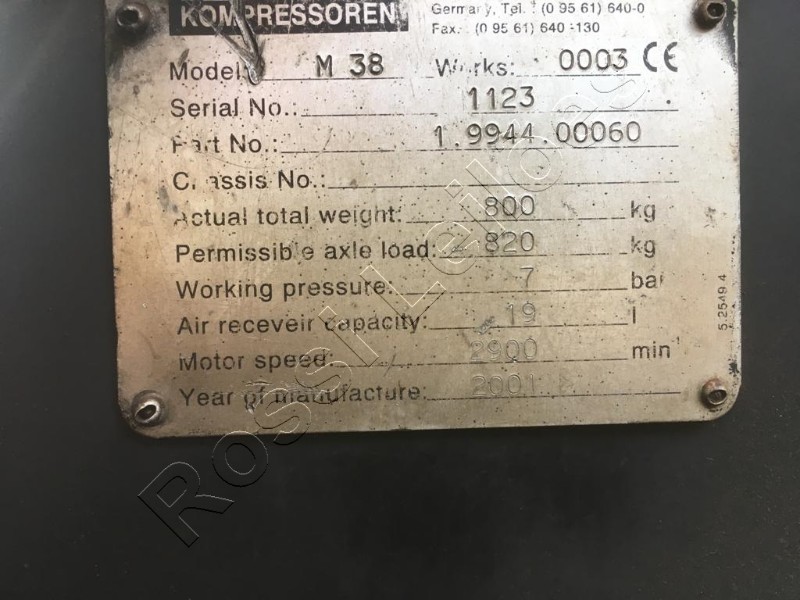 KOMPRESSOREN
Germany, Tel. (0 95 61) 640-0
Fax. (0 95 61) 640-130
Model: M 38 Works: 0003 CE
Serial No.: 1123
Part No.: 1.9944.00060
Chassis No.:
Actual total weight: 800 kg
Permissible axle load: 820 kg
Working pressure: 7 bar
Air receveir capacity: 19 l
Motor speed: 2900 min
Year of manufacture: 2001
5.2549.4
Rossi Leilões